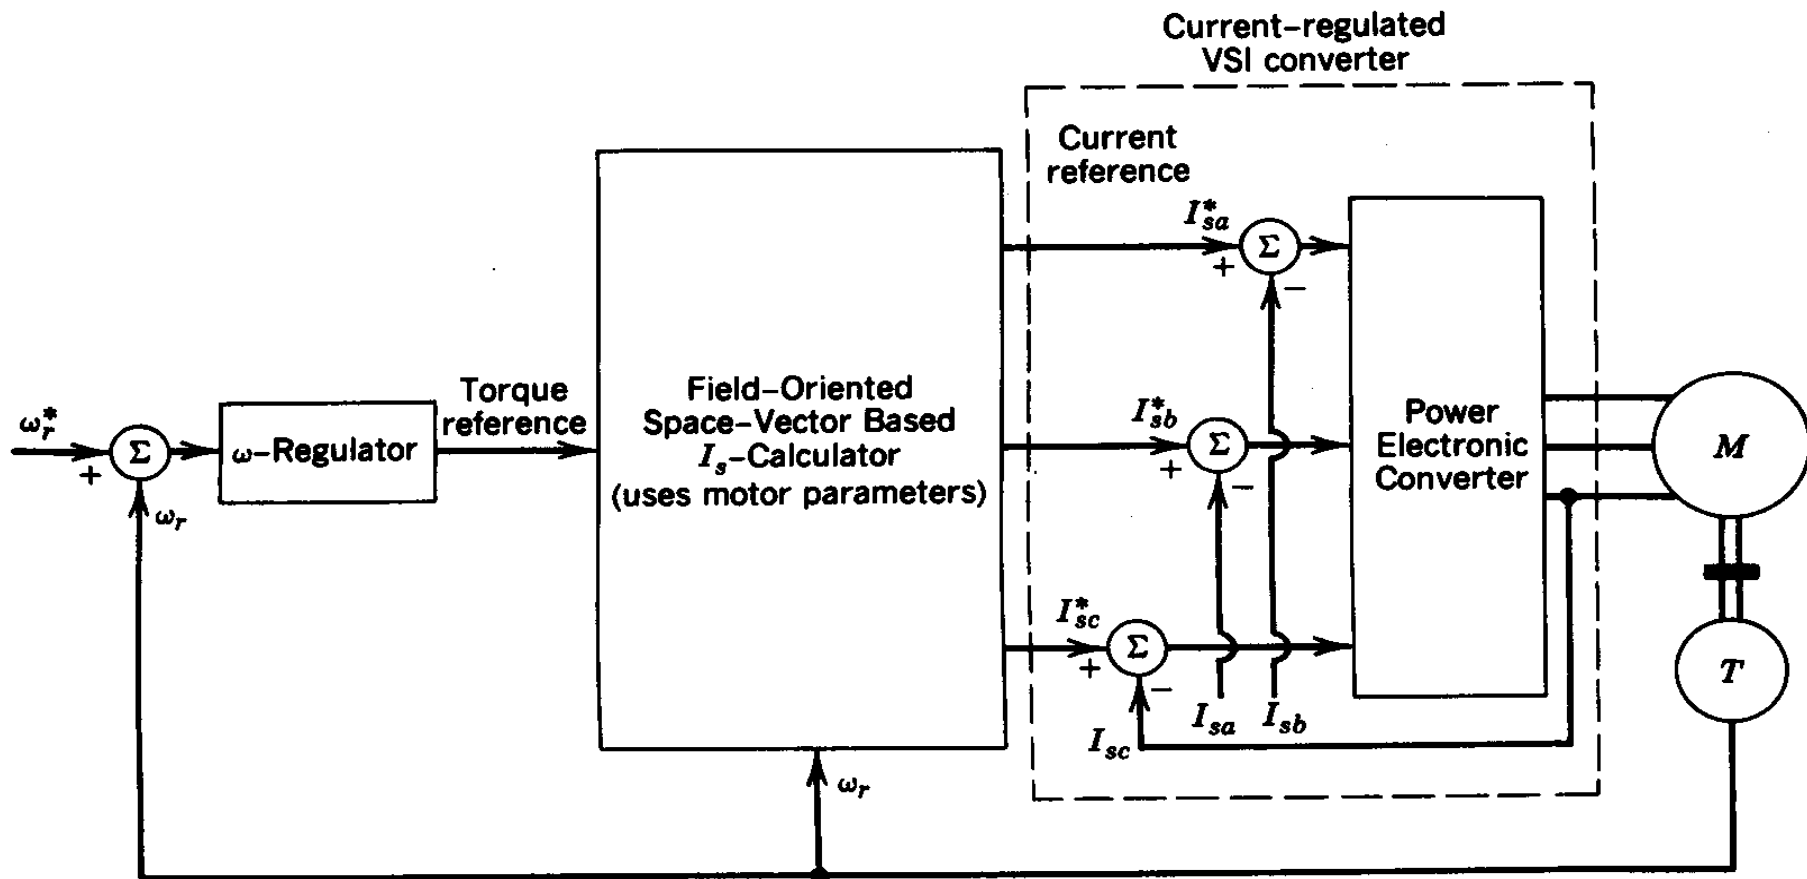 Current-regulated
VSI converter
Current
reference
I*sa
Σ
+
−
Torque
reference
Field-Oriented
Space-Vector Based
Is-Calculator
(uses motor parameters)
ω*r
Σ
+
ωr
ω-Regulator
I*sb
Σ
+
−
Power
Electronic
Converter
M
I*sc
Σ
+
−
Isc
Isa
Isb
T
ωr